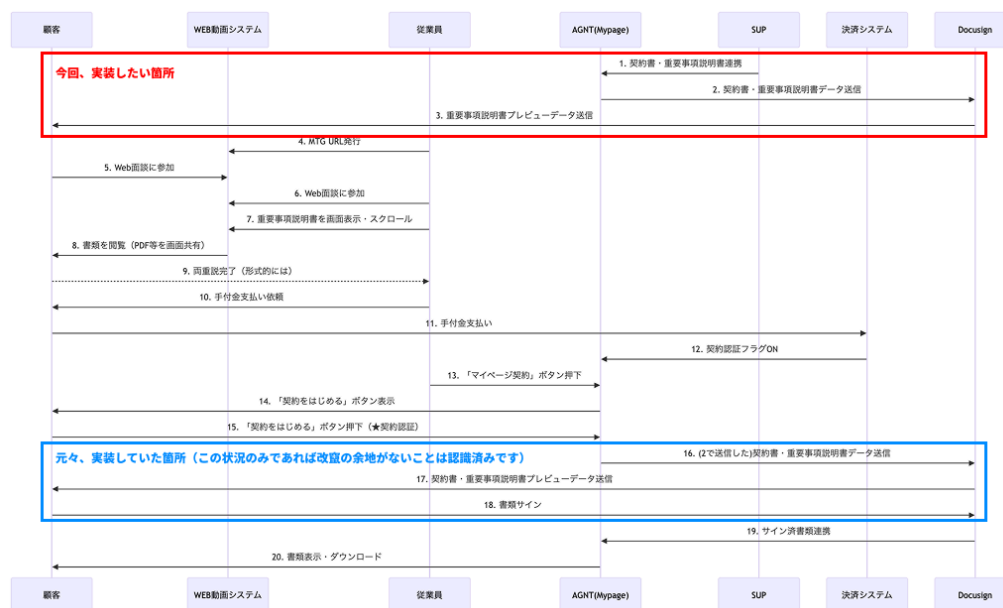 顧客
WEB動画システム
従業員
AGNT(Mypage)
SUP
決済システム
Docusign
今回、実装したい箇所
1. 契約書・重要事項説明書連携
2. 契約書・重要事項説明書データ送信
3. 重要事項説明書プレビューデータ送信
4. MTG URL発行
5. Web面談に参加
6. Web面談に参加
7. 重要事項説明書を画面表示・スクロール
8. 書類を閲覧（PDF等を画面共有）
9. 両重説完了（形式的には）
10. 手付金支払い依頼
11. 手付金支払い
12. 契約認証フラグON
13. 「マイページ契約」ボタン押下
14. 「契約をはじめる」ボタン表示
15. 「契約をはじめる」ボタン押下（★契約認証）
元々、実装していた箇所（この状況のみであれば改竄の余地がないことは認識済みです）
16. (2で送信した)契約書・重要事項説明書データ送信
17. 契約書・重要事項説明書プレビューデータ送信
18. 書類サイン
19. サイン済書類連携
20. 書類表示・ダウンロード
顧客
WEB動画システム
従業員
AGNT(Mypage)
SUP
決済システム
Docusign